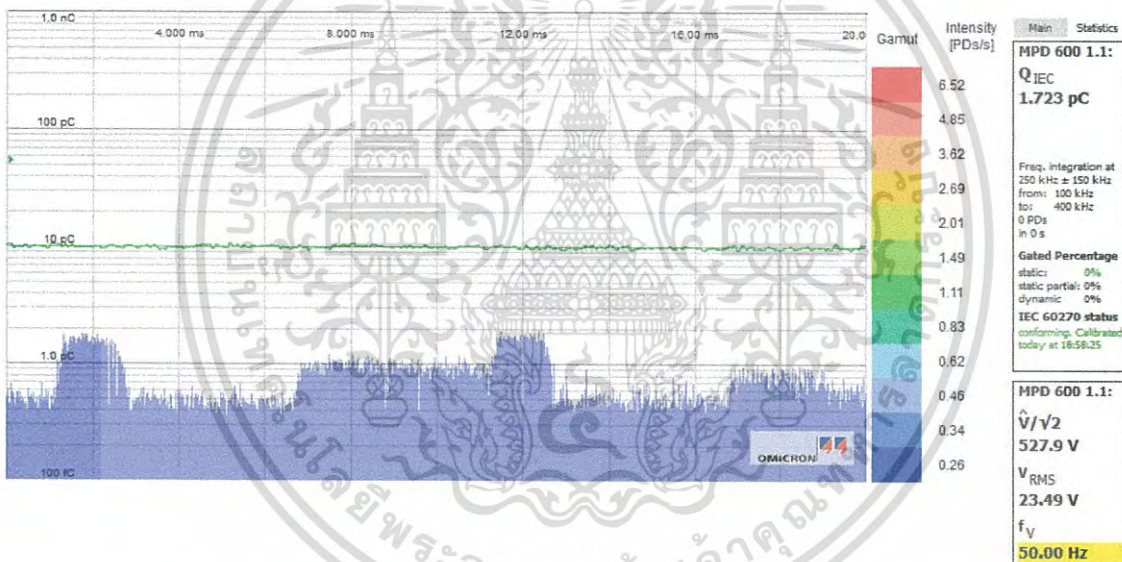 1.0 nC
4.000 ms
8.000 ms
12.00 ms
16.00 ms
20.0
100 pC
10 pC
1.0 pC
100 fC
OMICRON
Gamut
Intensity
[PDs/s]
6.52
4.85
3.62
2.69
2.01
1.49
1.11
0.83
0.62
0.46
0.34
0.26
Main Statistics
MPD 600 1.1:
Q IEC
1.723 pC
Freq. integration at
250 kHz ± 150 kHz
from: 100 kHz
to: 400 kHz
0 PDs
in 0 s
Gated Percentage
static: 0%
static partial: 0%
dynamic 0%
IEC 60270 status
conforming. Calibrated
today at 18:58:25
MPD 600 1.1:
V̂/√2
527.9 V
V RMS
23.49 V
f V
50.00 Hz